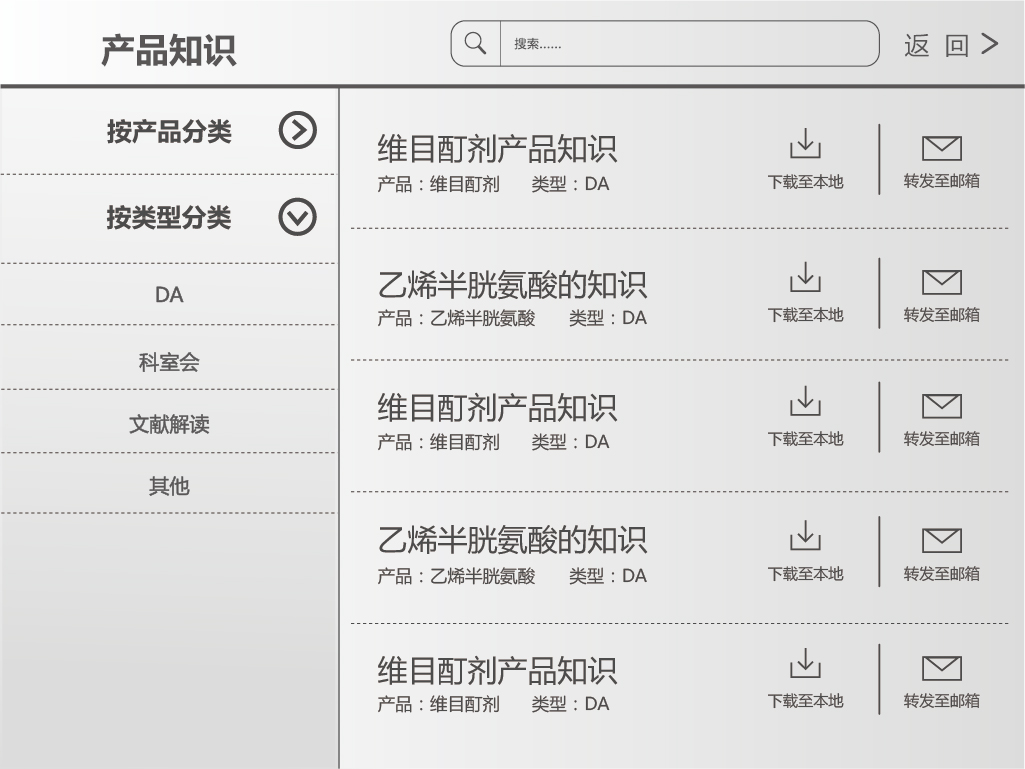 产品知识
搜索......
返 回
按产品分类
按类型分类
DA
科室会
文献解读
其他
维目酊剂产品知识
产品：维目酊剂 类型：DA
下载至本地
转发至邮箱
乙烯半胱氨酸的知识
产品：乙烯半胱氨酸 类型：DA
下载至本地
转发至邮箱
维目酊剂产品知识
产品：维目酊剂 类型：DA
下载至本地
转发至邮箱
乙烯半胱氨酸的知识
产品：乙烯半胱氨酸 类型：DA
下载至本地
转发至邮箱
维目酊剂产品知识
产品：维目酊剂 类型：DA
下载至本地
转发至邮箱